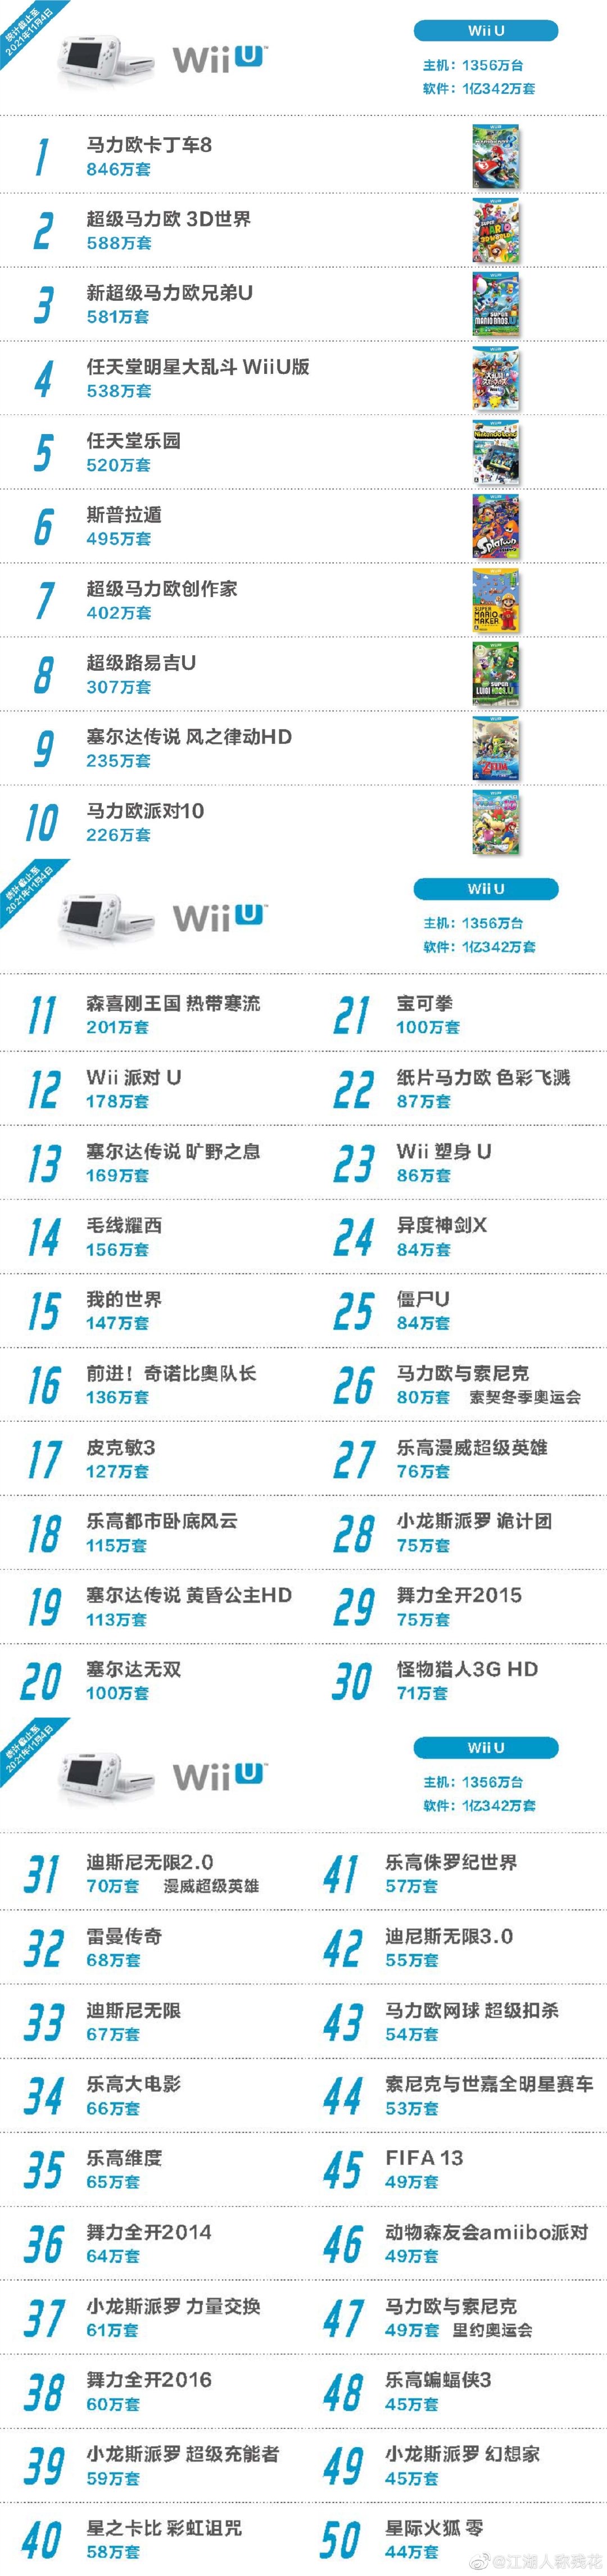 统计截止至
2021年11月4日
Wii U
Wii U
主机：1356万台
软件：1亿342万套
1
马力欧卡丁车8
846万套
2
超级马力欧 3D世界
588万套
3
新超级马力欧兄弟U
581万套
4
任天堂明星大乱斗 WiiU版
538万套
5
任天堂乐园
520万套
6
斯普拉遁
495万套
7
超级马力欧创作家
402万套
8
超级路易吉U
307万套
9
塞尔达传说 风之律动HD
235万套
10
马力欧派对10
226万套
统计截止至
2021年11月4日
Wii U
Wii U
主机：1356万台
软件：1亿342万套
11
森喜刚王国 热带寒流
201万套
12
Wii 派对 U
178万套
13
塞尔达传说 旷野之息
169万套
14
毛线耀西
156万套
15
我的世界
147万套
16
前进！奇诺比奥队长
136万套
17
皮克敏3
127万套
18
乐高都市卧底风云
115万套
19
塞尔达传说 黄昏公主HD
113万套
20
塞尔达无双
100万套
21
宝可拳
100万套
22
纸片马力欧 色彩飞溅
87万套
23
Wii 塑身 U
86万套
24
异度神剑X
84万套
25
僵尸U
84万套
26
马力欧与索尼克
80万套 索契冬季奥运会
27
乐高漫威超级英雄
76万套
28
小龙斯派罗 诡计团
75万套
29
舞力全开2015
75万套
30
怪物猎人3G HD
71万套
统计截止至
2021年11月4日
Wii U
Wii U
主机：1356万台
软件：1亿342万套
31
迪斯尼无限2.0
70万套 漫威超级英雄
32
雷曼传奇
68万套
33
迪斯尼无限
67万套
34
乐高大电影
66万套
35
乐高维度
65万套
36
舞力全开2014
64万套
37
小龙斯派罗 力量交换
61万套
38
舞力全开2016
60万套
39
小龙斯派罗 超级充能者
59万套
40
星之卡比 彩虹诅咒
58万套
41
乐高侏罗纪世界
57万套
42
迪尼斯无限3.0
55万套
43
马力欧网球 超级扣杀
54万套
44
索尼克与世嘉全明星赛车
53万套
45
FIFA 13
49万套
46
动物森友会amiibo派对
49万套
47
马力欧与索尼克
49万套 里约奥运会
48
乐高蝙蝠侠3
45万套
49
小龙斯派罗 幻想家
45万套
50
星际火狐 零
44万套
@江湖人称残花